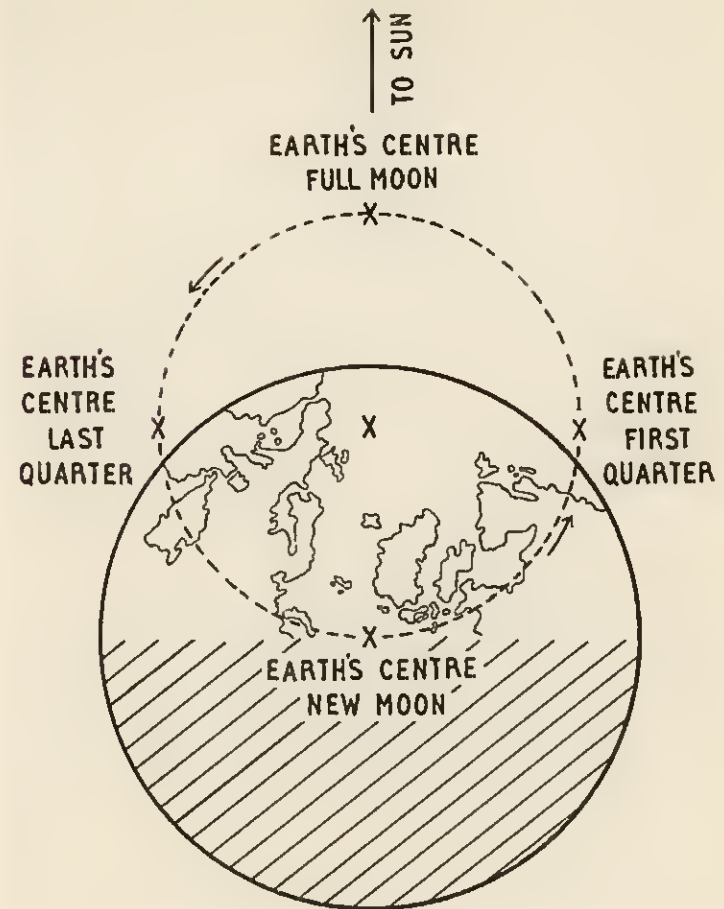 TO SUN
EARTH'S CENTRE
FULL MOON
X
EARTH'S
CENTRE
LAST
QUARTER
X
X
X
EARTH'S
CENTRE
FIRST
QUARTER
X
EARTH'S CENTRE
NEW MOON